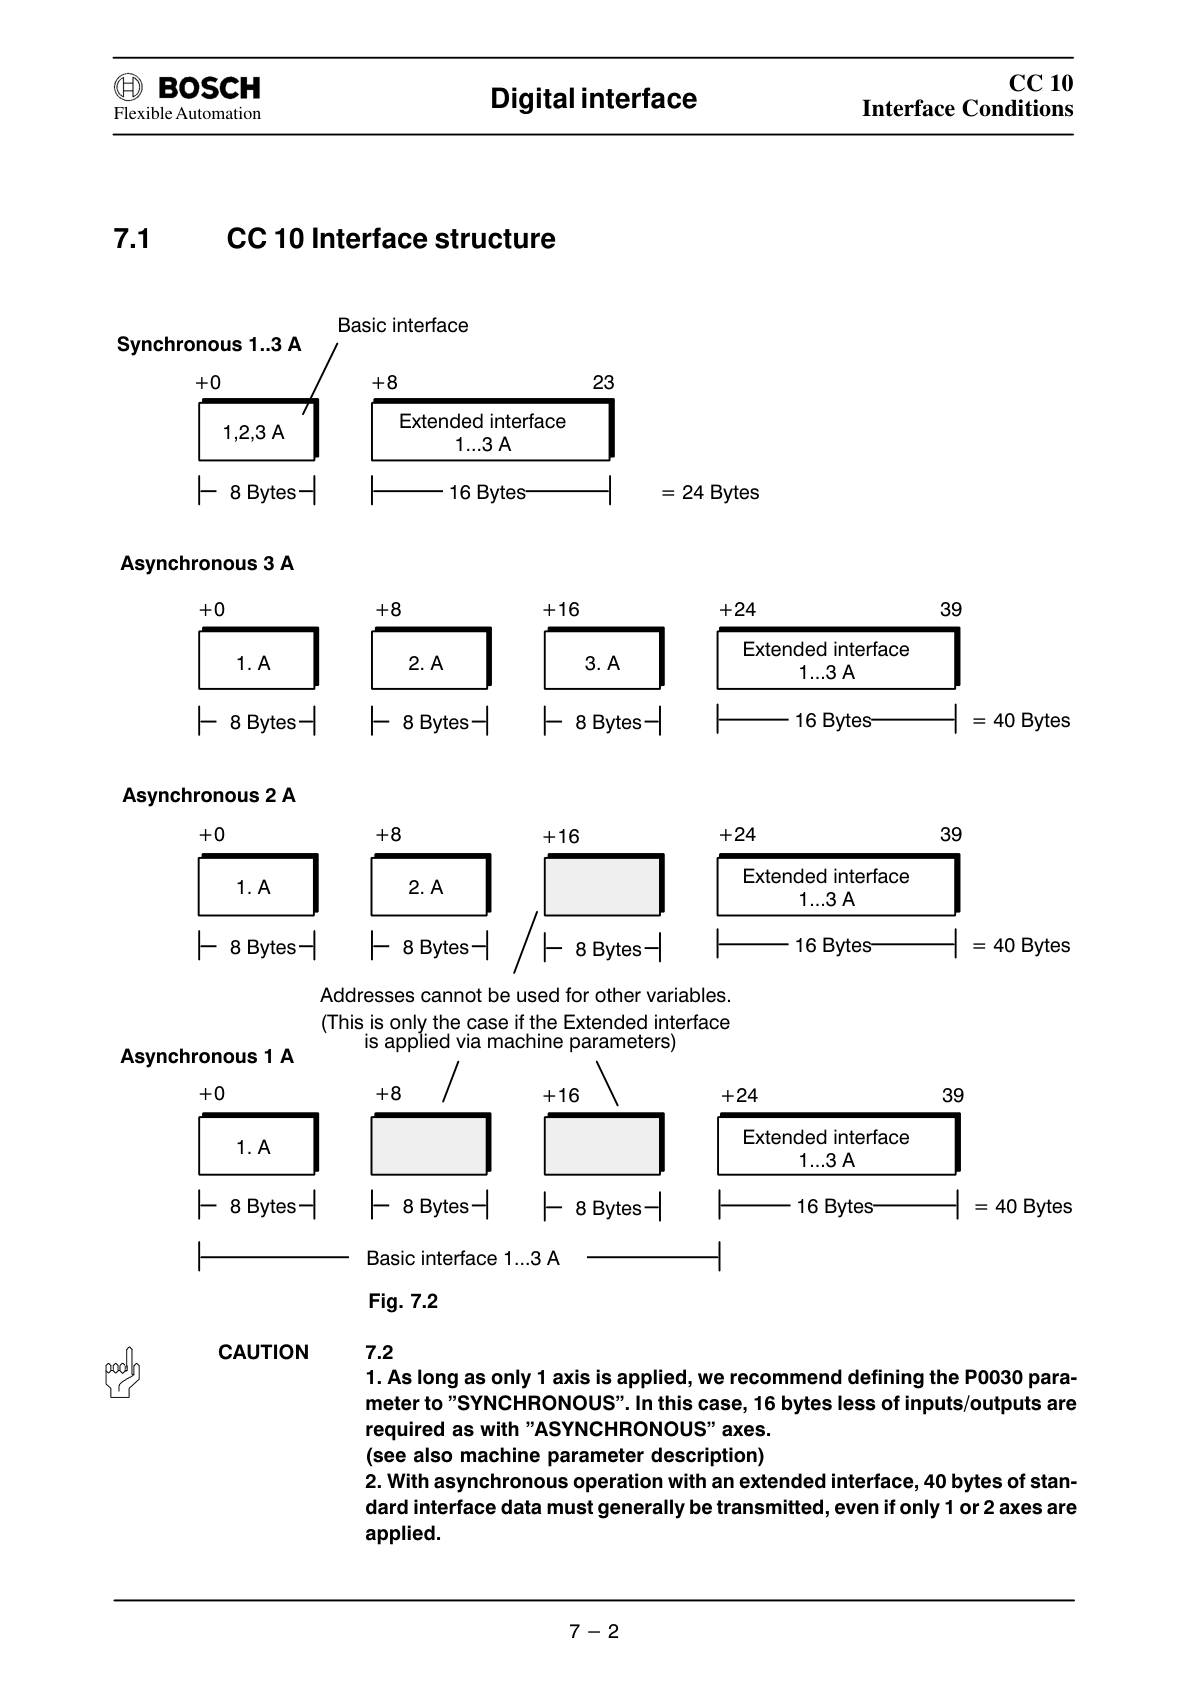 BOSCH
Flexible Automation
Digital interface
CC 10
Interface Conditions
7.1 CC 10 Interface structure
Basic interface
Synchronous 1..3 A
+0 +8 23
1,2,3 A
Extended interface
1...3 A
8 Bytes 16 Bytes = 24 Bytes
Asynchronous 3 A
+0 +8 +16 +24 39
1. A 2. A 3. A
Extended interface
1...3 A
8 Bytes 8 Bytes 8 Bytes 16 Bytes = 40 Bytes
Asynchronous 2 A
+0 +8 +16 +24 39
1. A 2. A
Extended interface
1...3 A
8 Bytes 8 Bytes 8 Bytes 16 Bytes = 40 Bytes
Addresses cannot be used for other variables.
(This is only the case if the Extended interface
is applied via machine parameters)
Asynchronous 1 A
+0 +8 +16 +24 39
1. A
Extended interface
1...3 A
8 Bytes 8 Bytes 8 Bytes 16 Bytes = 40 Bytes
Basic interface 1...3 A
Fig. 7.2
CAUTION 7.2
1. As long as only 1 axis is applied, we recommend defining the P0030 para-
meter to ”SYNCHRONOUS”. In this case, 16 bytes less of inputs/outputs are
required as with ”ASYNCHRONOUS” axes.
(see also machine parameter description)
2. With asynchronous operation with an extended interface, 40 bytes of stan-
dard interface data must generally be transmitted, even if only 1 or 2 axes are
applied.
7 – 2